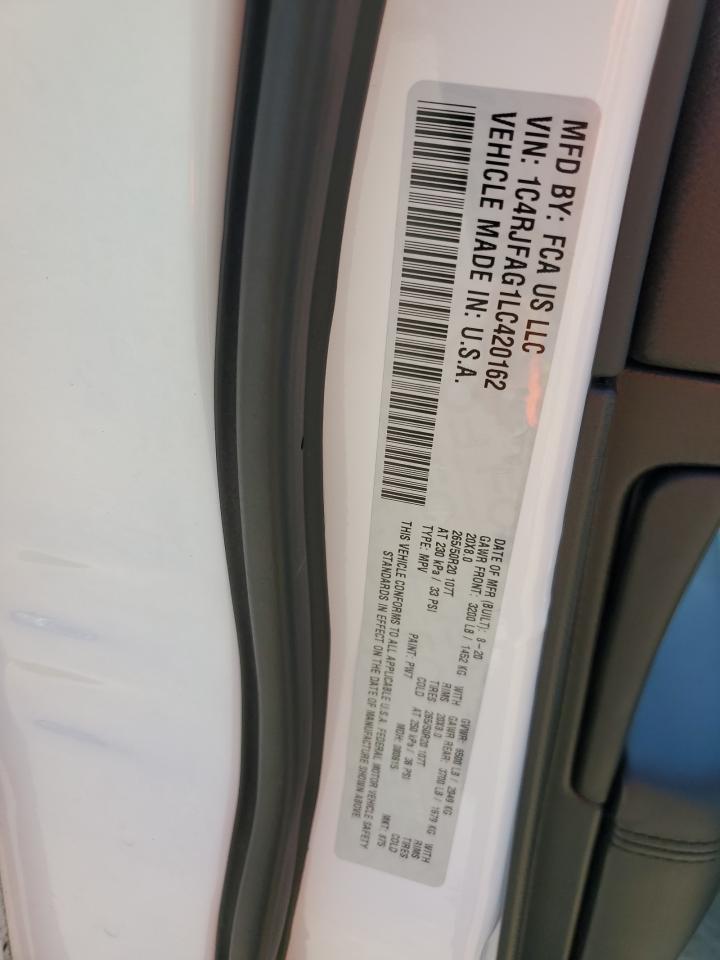 MFD BY: FCA US LLC
VIN: 1C4RJFAG1LC420162
VEHICLE MADE IN: U.S.A.
DATE OF MFR (BUILT): 8-20 GVWR: 6500 LB / 2949 KG
GAWR FRONT: 3200 LB / 1452 KG WITH GAWR REAR: 3700 LB / 1679 KG WITH
20X8.0 RIMS 20X8.0 RIMS
265/50R20 107T TIRES 265/50R20 107T TIRES
AT 230 kPa / 33 PSI COLD AT 250 kPa / 36 PSI COLD
TYPE: MPV PAINT: PW7 MDH: MKT:
THIS VEHICLE CONFORMS TO ALL APPLICABLE U.S.A. FEDERAL MOTOR VEHICLE SAFETY
STANDARDS IN EFFECT ON THE DATE OF MANUFACTURE SHOWN ABOVE.